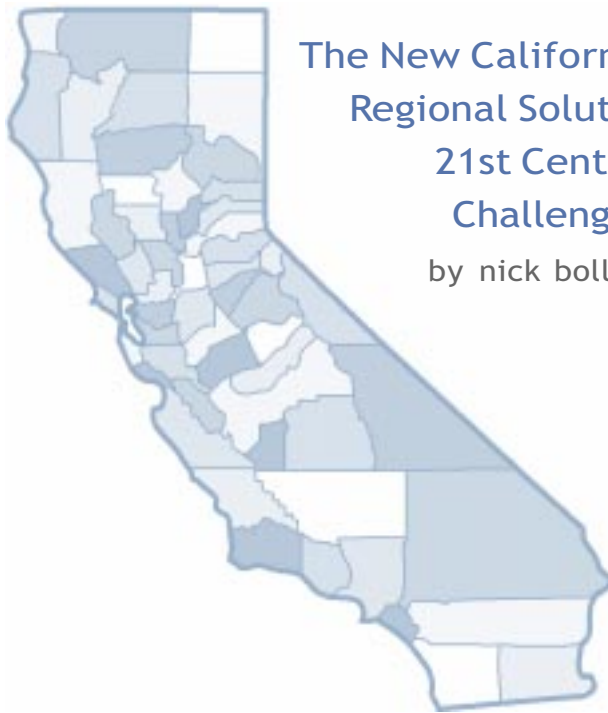 The New Californ
Regional Solut
21st Cent
Challeng
by nick boll